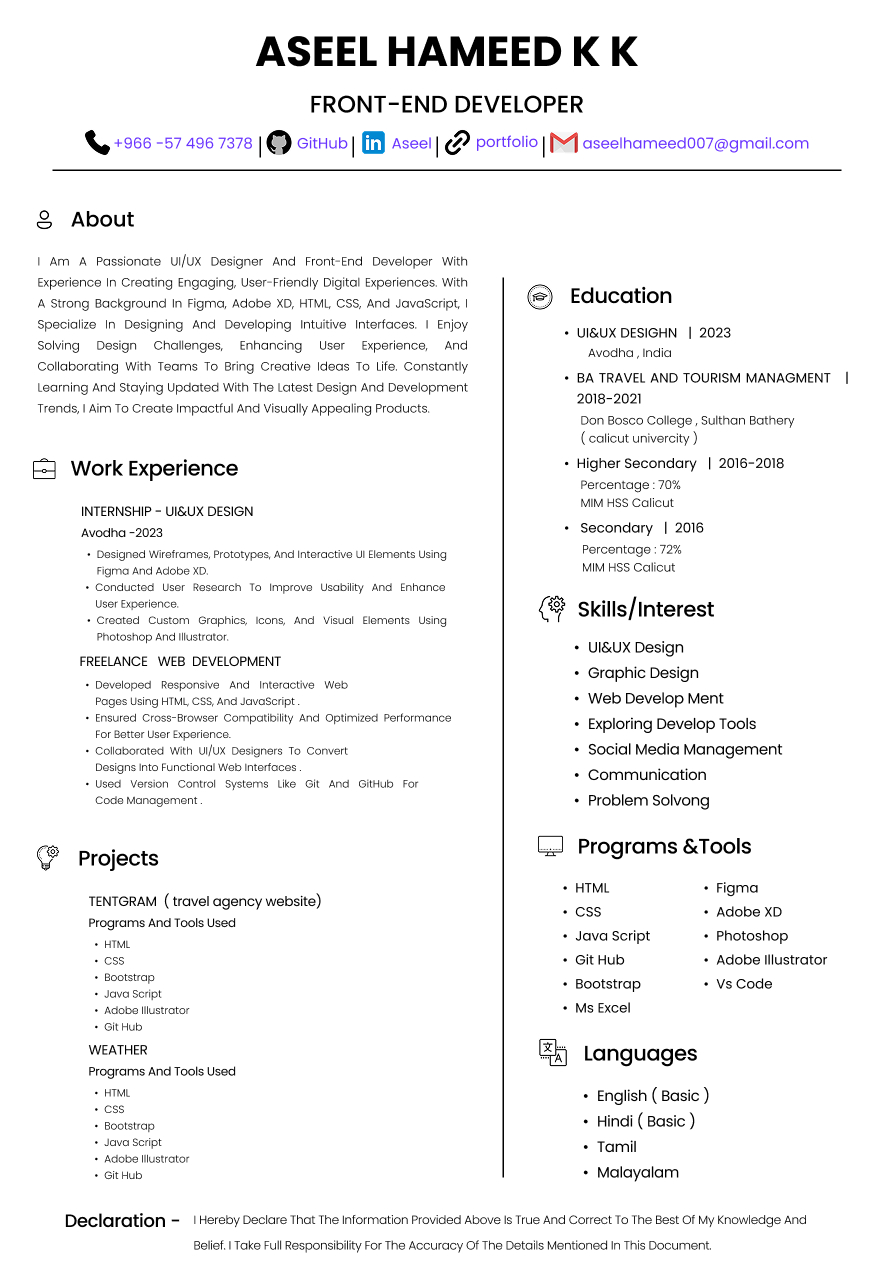 ASEEL HAMEED K K
FRONT-END DEVELOPER
+966 -57 496 7378 | GitHub | in Aseel | portfolio | aseelhameed007@gmail.com
About
I Am A Passionate UI/UX Designer And Front-End Developer With
Experience In Creating Engaging, User-Friendly Digital Experiences. With
A Strong Background In Figma, Adobe XD, HTML, CSS, And JavaScript, I
Specialize In Designing And Developing Intuitive Interfaces. I Enjoy
Solving Design Challenges, Enhancing User Experience, And
Collaborating With Teams To Bring Creative Ideas To Life. Constantly
Learning And Staying Updated With The Latest Design And Development
Trends, I Aim To Create Impactful And Visually Appealing Products.
Work Experience
INTERNSHIP - UI&UX DESIGN
Avodha -2023
• Designed Wireframes, Prototypes, And Interactive UI Elements Using
Figma And Adobe XD.
• Conducted User Research To Improve Usability And Enhance
User Experience.
• Created Custom Graphics, Icons, And Visual Elements Using
Photoshop And Illustrator.
FREELANCE WEB DEVELOPMENT
• Developed Responsive And Interactive Web
Pages Using HTML, CSS, And JavaScript .
• Ensured Cross-Browser Compatibility And Optimized Performance
For Better User Experience.
• Collaborated With UI/UX Designers To Convert
Designs Into Functional Web Interfaces .
• Used Version Control Systems Like Git And GitHub For
Code Management .
Projects
TENTGRAM ( travel agency website)
Programs And Tools Used
• HTML
• CSS
• Bootstrap
• Java Script
• Adobe Illustrator
• Git Hub
WEATHER
Programs And Tools Used
• HTML
• CSS
• Bootstrap
• Java Script
• Adobe Illustrator
• Git Hub
Education
• UI&UX DESIGHN | 2023
Avodha , India
• BA TRAVEL AND TOURISM MANAGMENT |
2018-2021
Don Bosco College , Sulthan Bathery
( calicut univercity )
• Higher Secondary | 2016-2018
Percentage : 70%
MIM HSS Calicut
• Secondary | 2016
Percentage : 72%
MIM HSS Calicut
Skills/Interest
• UI&UX Design
• Graphic Design
• Web Develop Ment
• Exploring Develop Tools
• Social Media Management
• Communication
• Problem Solvong
Programs &Tools
• HTML
• CSS
• Java Script
• Git Hub
• Bootstrap
• Ms Excel
• Figma
• Adobe XD
• Photoshop
• Adobe Illustrator
• Vs Code
文 A
Languages
• English ( Basic )
• Hindi ( Basic )
• Tamil
• Malayalam
Declaration - I Hereby Declare That The Information Provided Above Is True And Correct To The Best Of My Knowledge And
Belief. I Take Full Responsibility For The Accuracy Of The Details Mentioned In This Document.